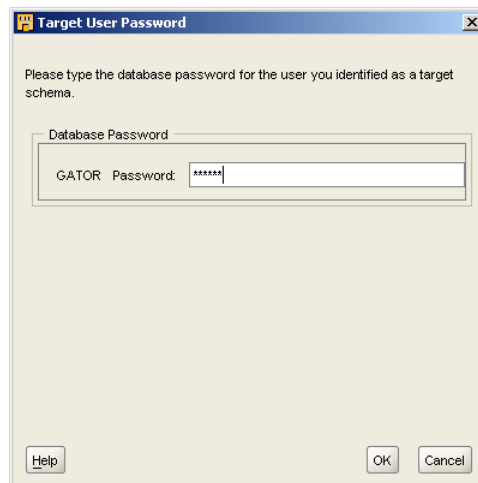 Target User Password
Please type the database password for the user you identified as a target
schema.
Database Password
GATOR Password: ******
Help OK Cancel